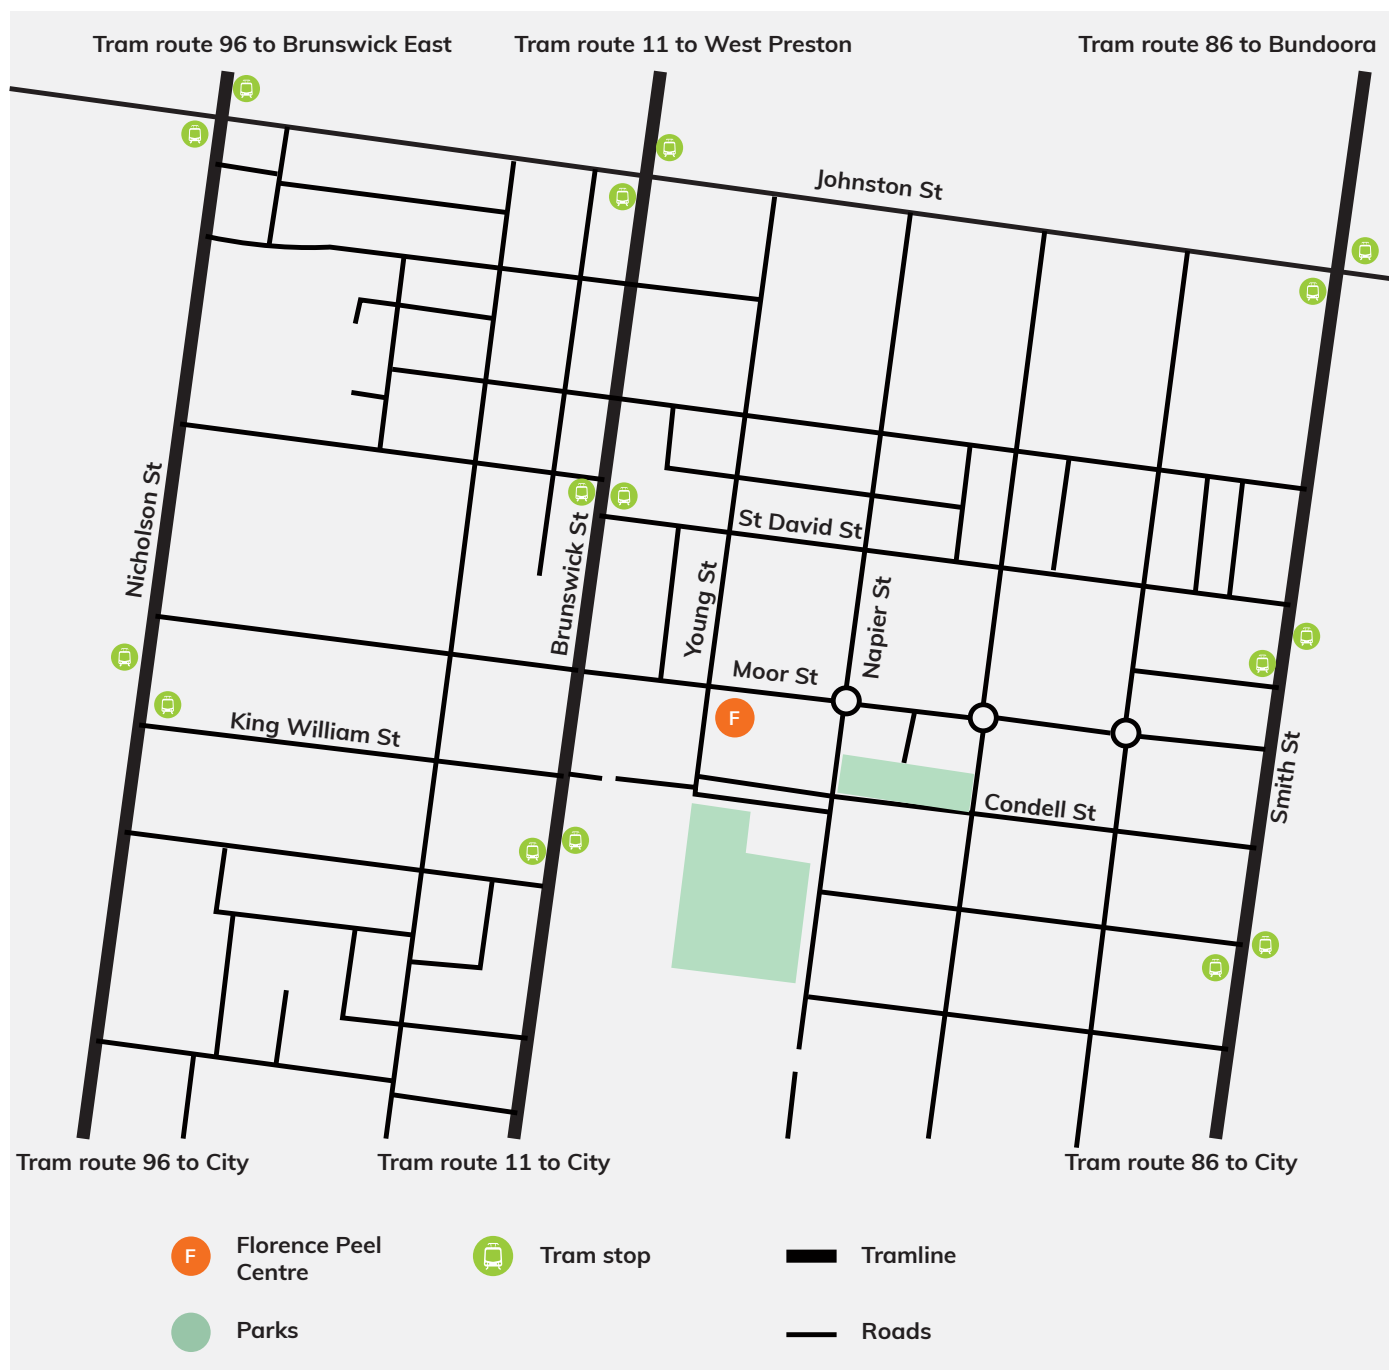 Tram route 96 to Brunswick East
Tram route 11 to West Preston
Tram route 86 to Bundoora
Johnston St
Nicholson St
Brunswick St
St David St
Young St
Napier St
Moor St
F
King William St
Smith St
Condell St
Tram route 96 to City
Tram route 11 to City
Tram route 86 to City
F
Florence Peel
Centre
Tram stop
Tramline
Parks
Roads